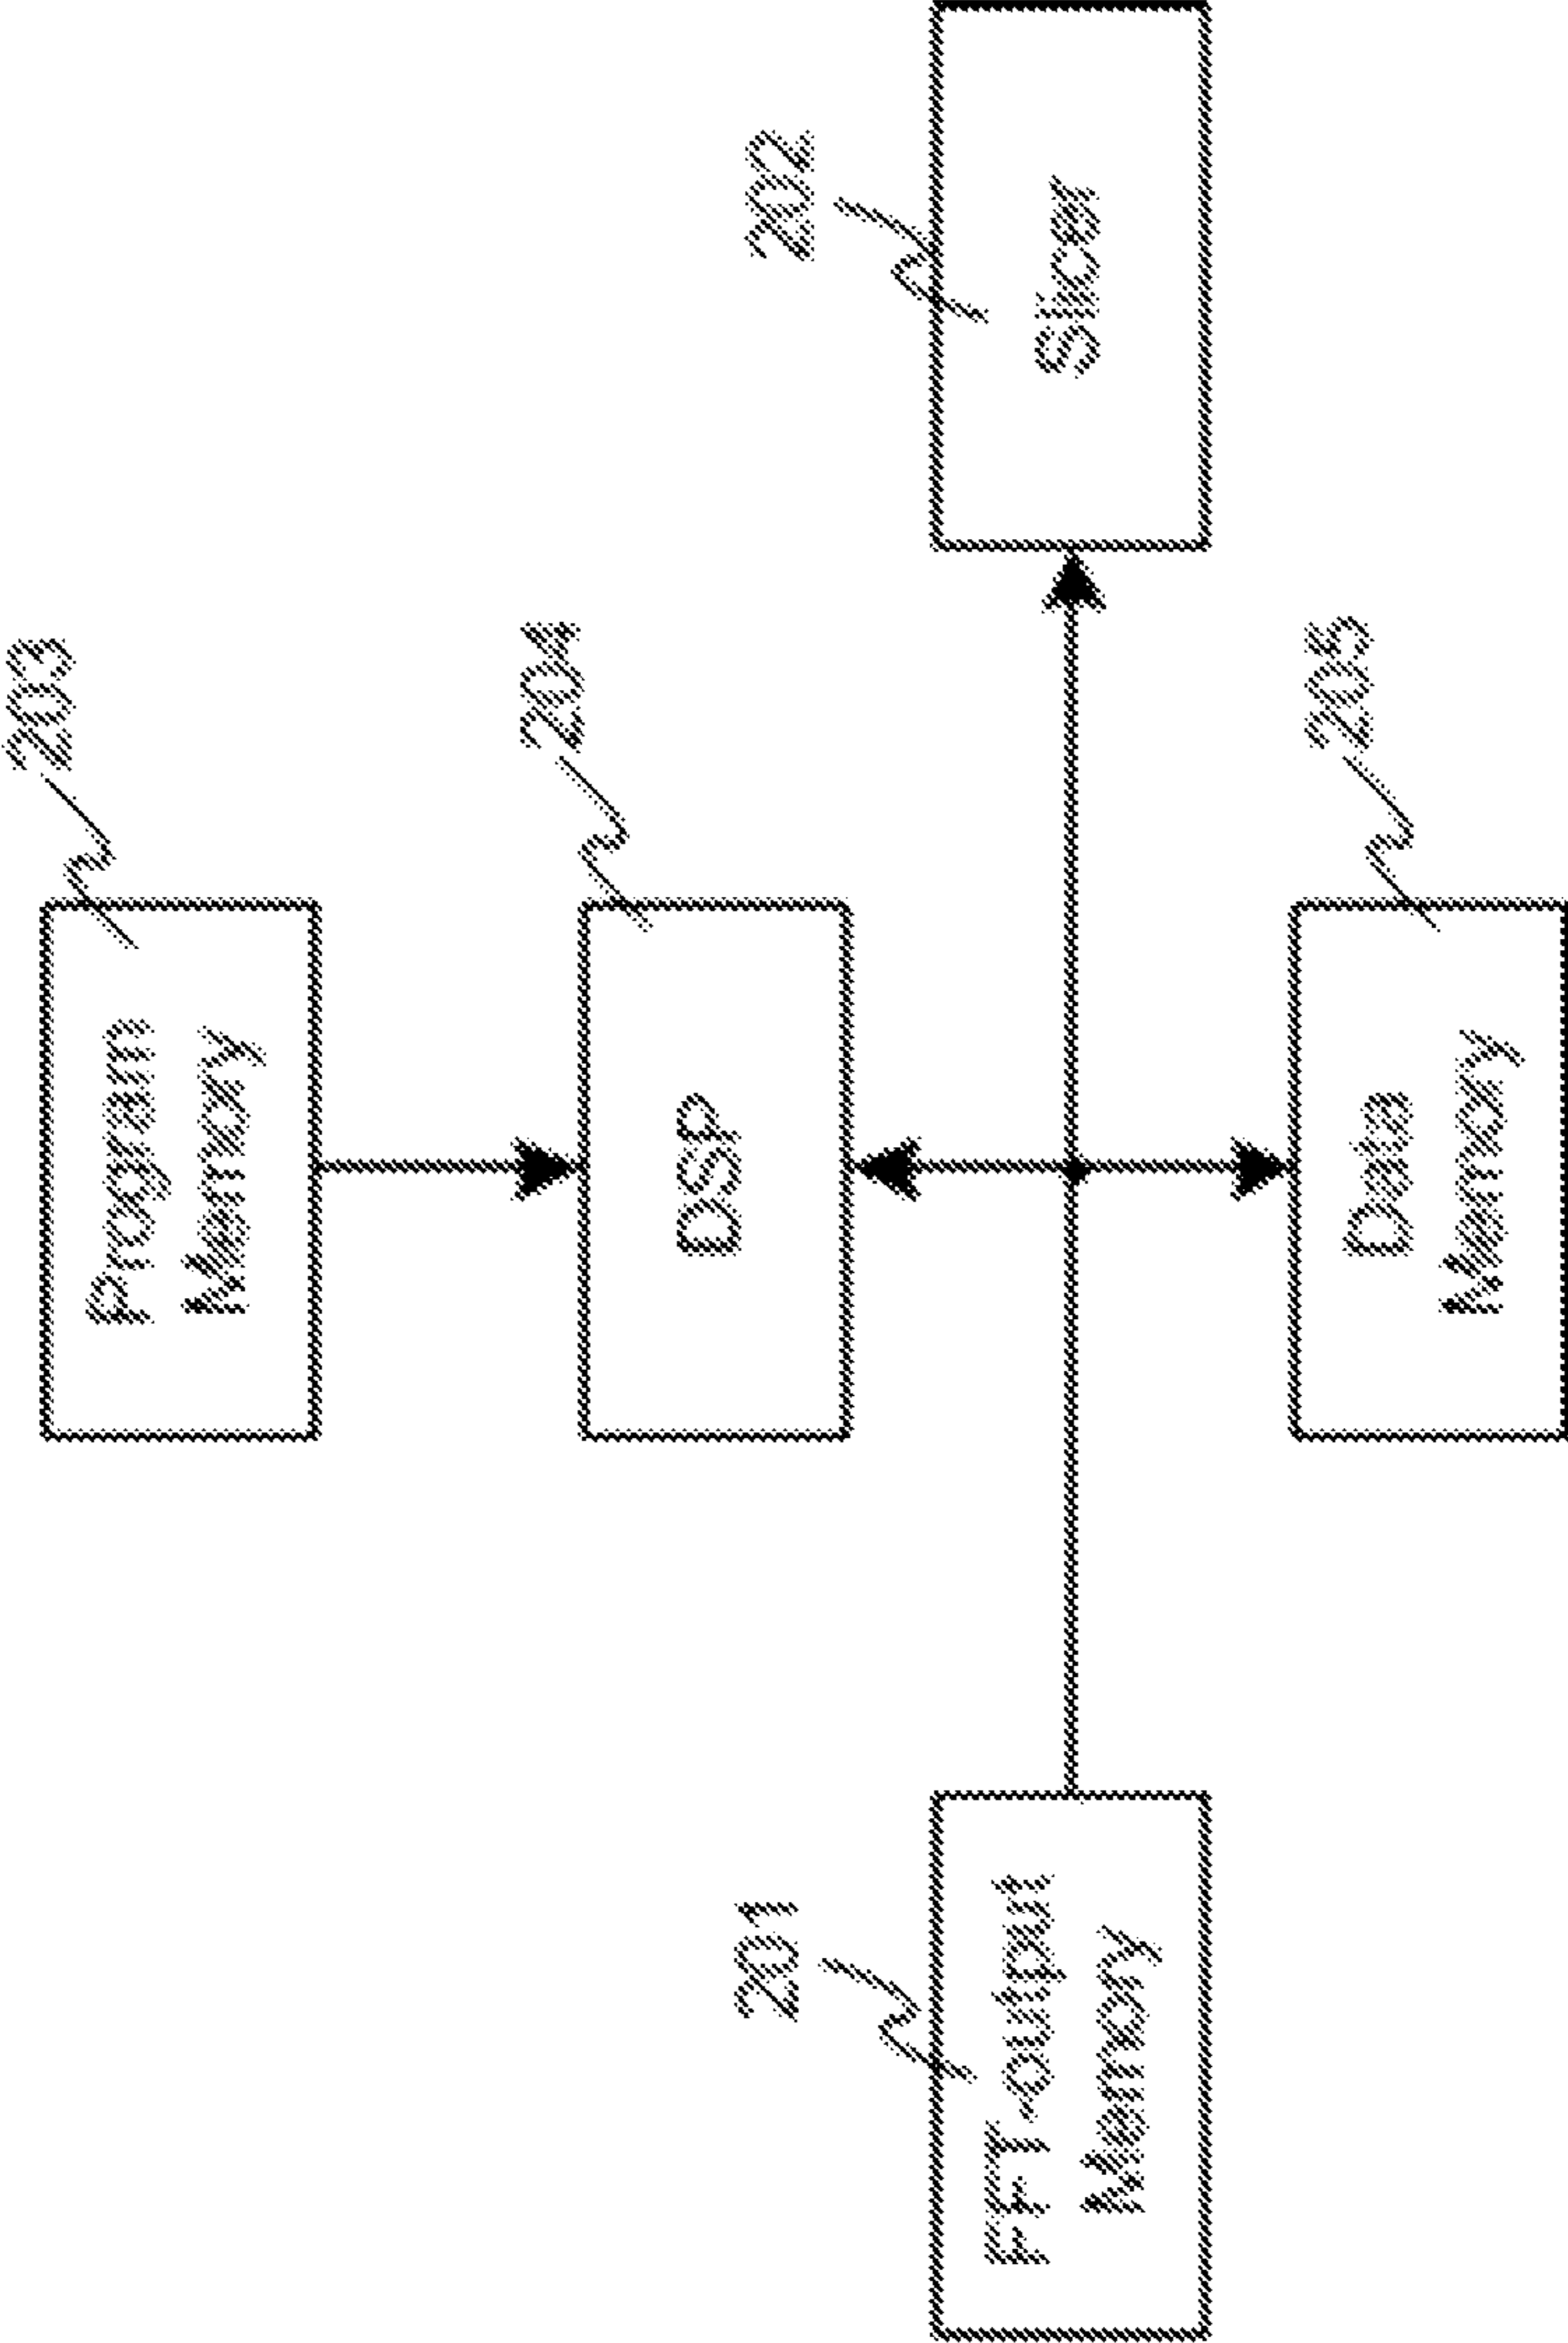 203
Program
Memory
204
DSP
201
FFT-output
Memory
202
Slicer
205
Data
Memory